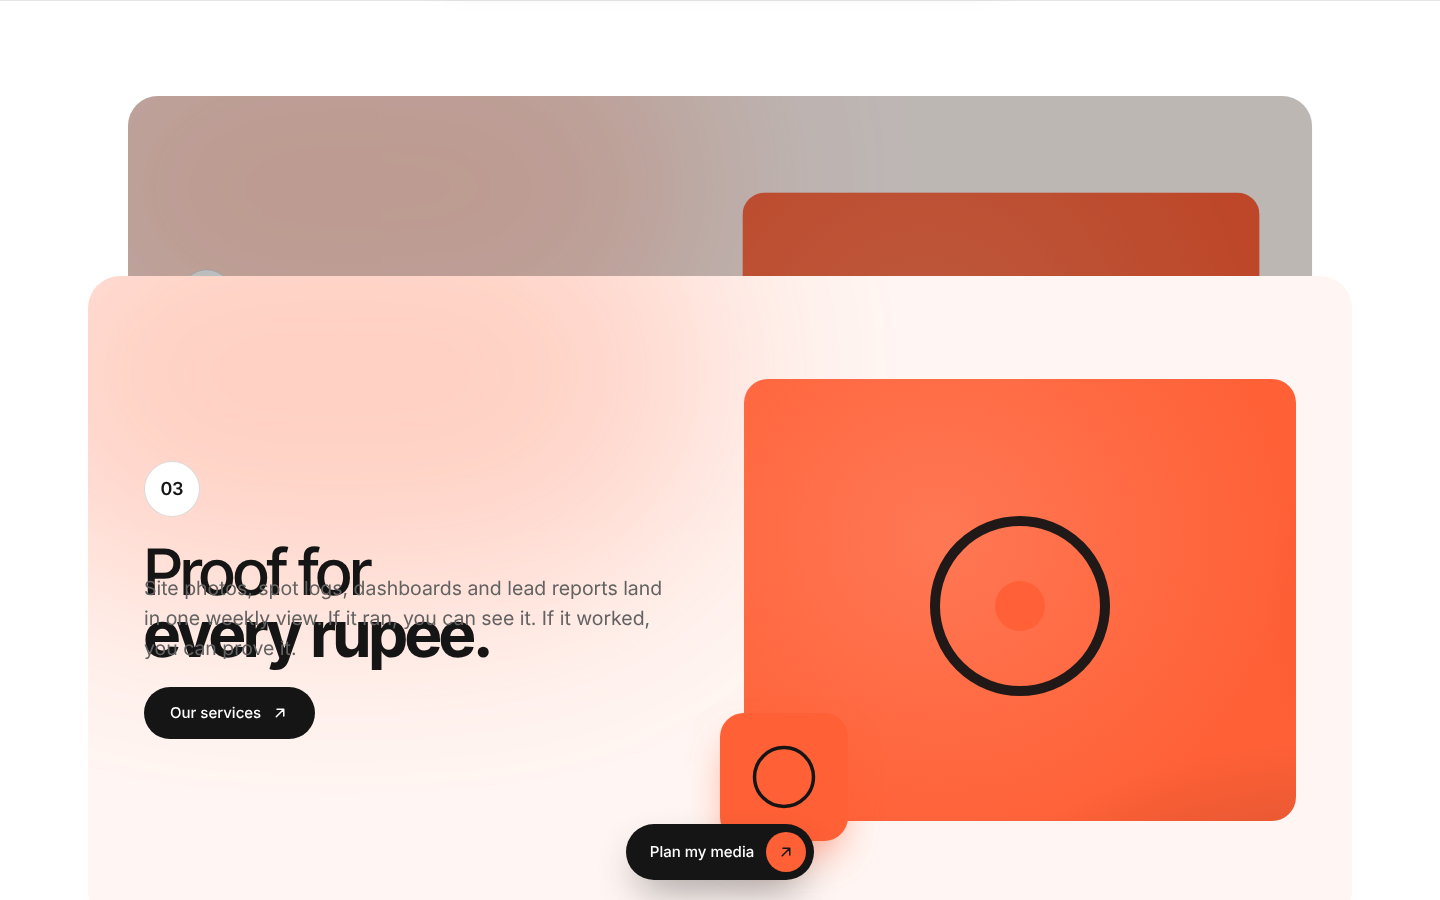 03
Proof for
every rupee.
Site photos, spot logs, dashboards and lead reports land
in one weekly view. If it ran, you can see it. If it worked,
you can prove it.
Our services
Plan my media